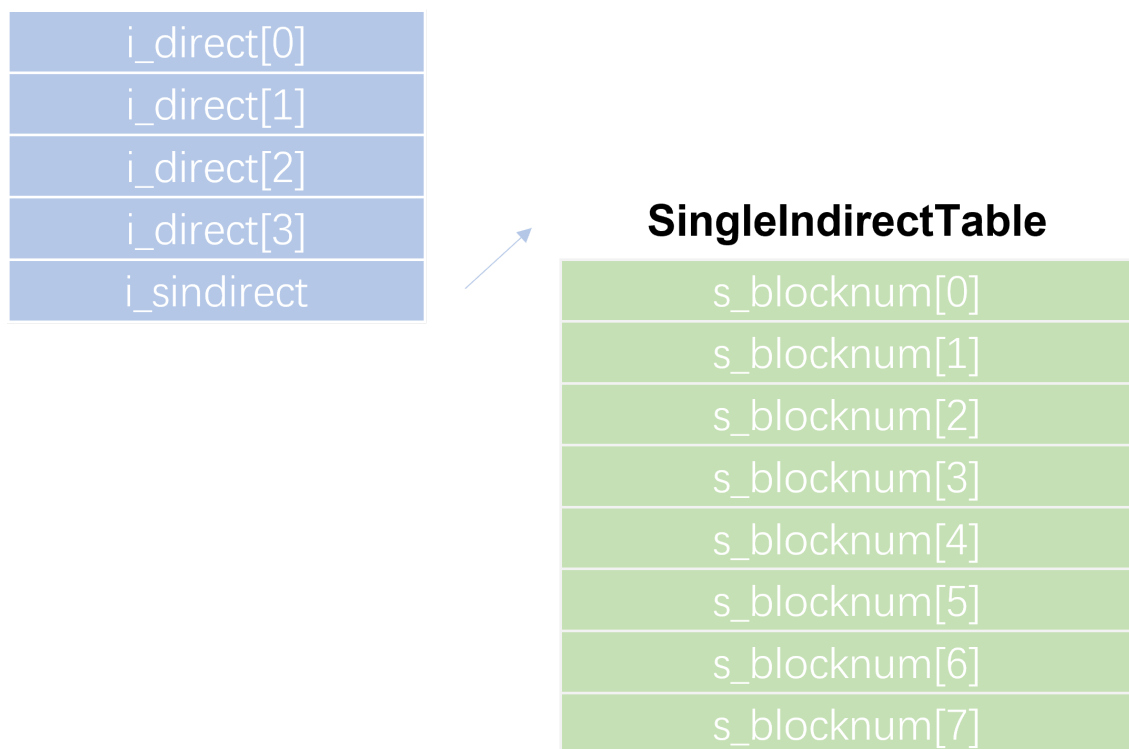 i_direct[0]
i_direct[1]
i_direct[2]
i_direct[3]
i_sindirect
SingleIndirectTable
s_blocknum[0]
s_blocknum[1]
s_blocknum[2]
s_blocknum[3]
s_blocknum[4]
s_blocknum[5]
s_blocknum[6]
s_blocknum[7]